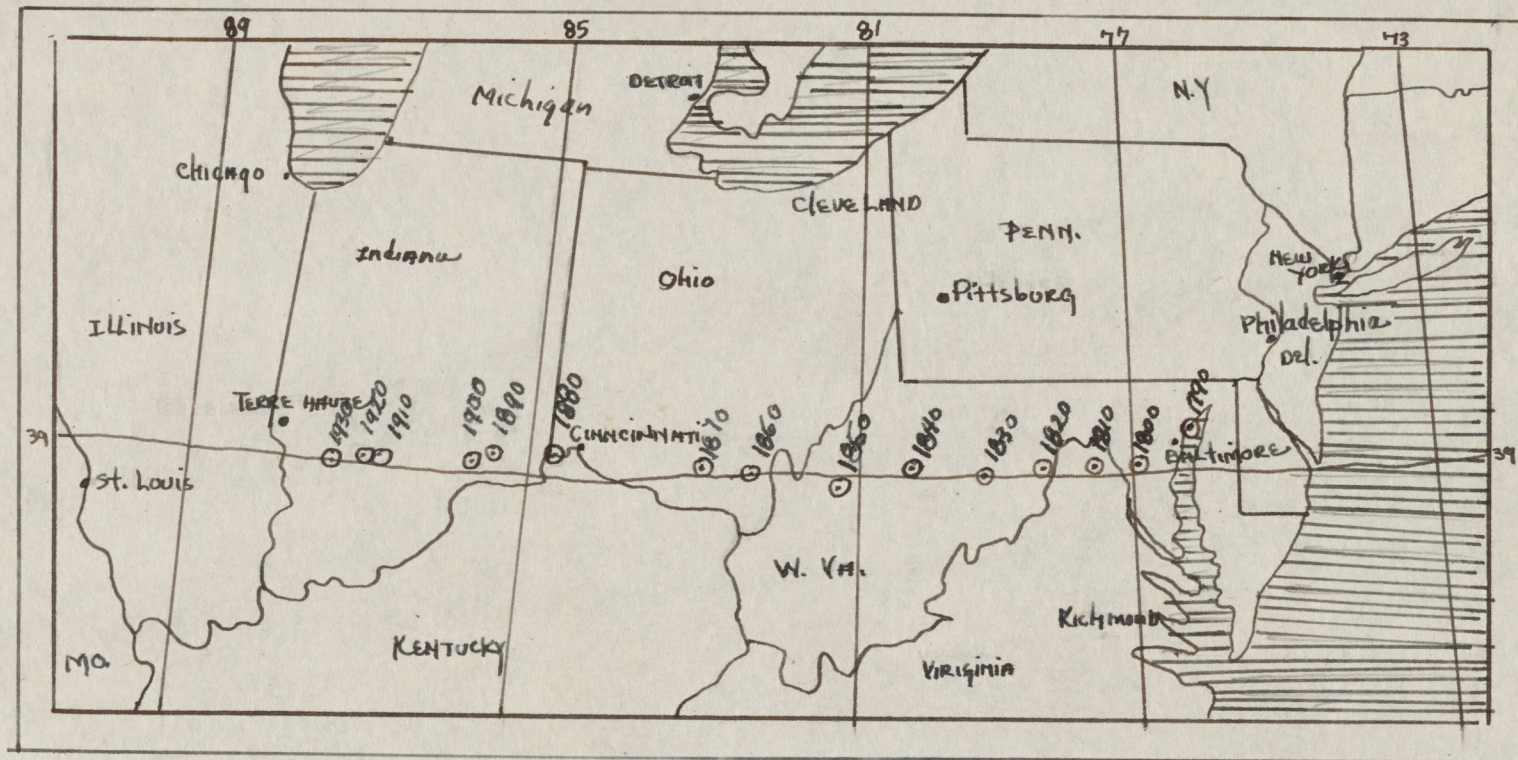 89 85 81 77 73
Michigan
DETROIT
N.Y
CHICAGO
CLEVELAND
PENN.
Indiana
Ohio
NEW
YORK
Pittsburg
ILLINOIS
Philadelphia
Del.
TERRE HAUTE
1930 1920 1910 1900 1890 1880 1870 1860 1850 1840 1830 1820 1810 1800 1790
CINNCINNATI
BALTIMORE
39
39
St. Louis
W. VA.
Richmond
KENTUCKY
MO.
VIRIGINIA